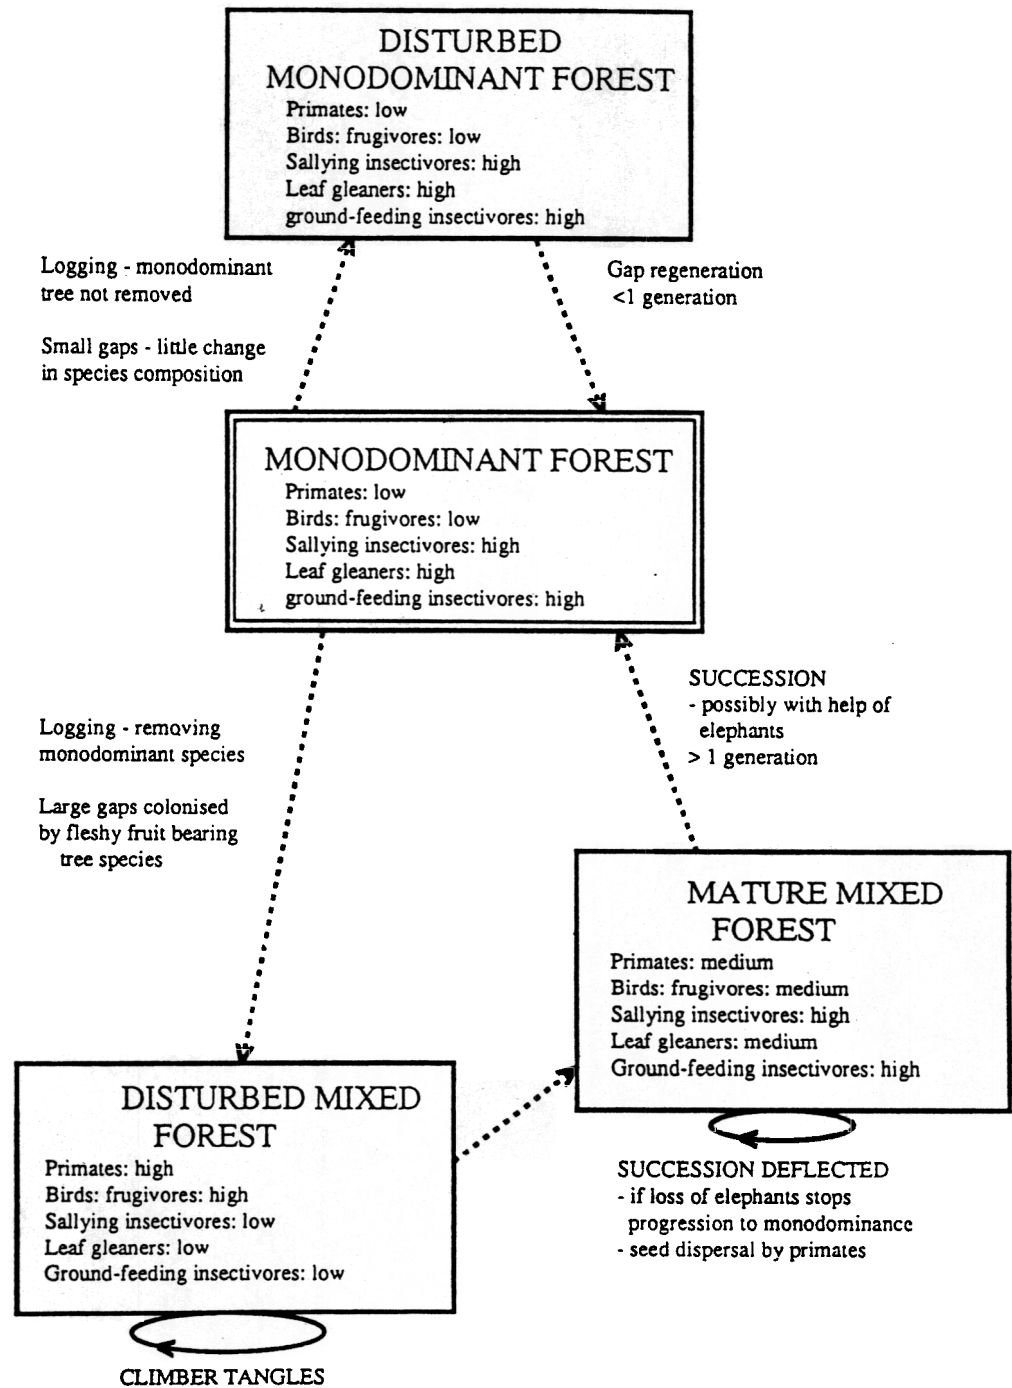 DISTURBED
MONODOMINANT FOREST
Primates: low
Birds: frugivores: low
Sallying insectivores: high
Leaf gleaners: high
ground-feeding insectivores: high
Logging - monodominant
tree not removed
Small gaps - little change
in species composition
Gap regeneration
<1 generation
MONODOMINANT FOREST
Primates: low
Birds: frugivores: low
Sallying insectivores: high
Leaf gleaners: high
ground-feeding insectivores: high
SUCCESSION
- possibly with help of
elephants
> 1 generation
Logging - removing
monodominant species
Large gaps colonised
by fleshy fruit bearing
tree species
MATURE MIXED
FOREST
Primates: medium
Birds: frugivores: medium
Sallying insectivores: high
Leaf gleaners: medium
Ground-feeding insectivores: high
SUCCESSION DEFLECTED
- if loss of elephants stops
progression to monodominance
- seed dispersal by primates
DISTURBED MIXED
FOREST
Primates: high
Birds: frugivores: high
Sallying insectivores: low
Leaf gleaners: low
Ground-feeding insectivores: low
CLIMBER TANGLES